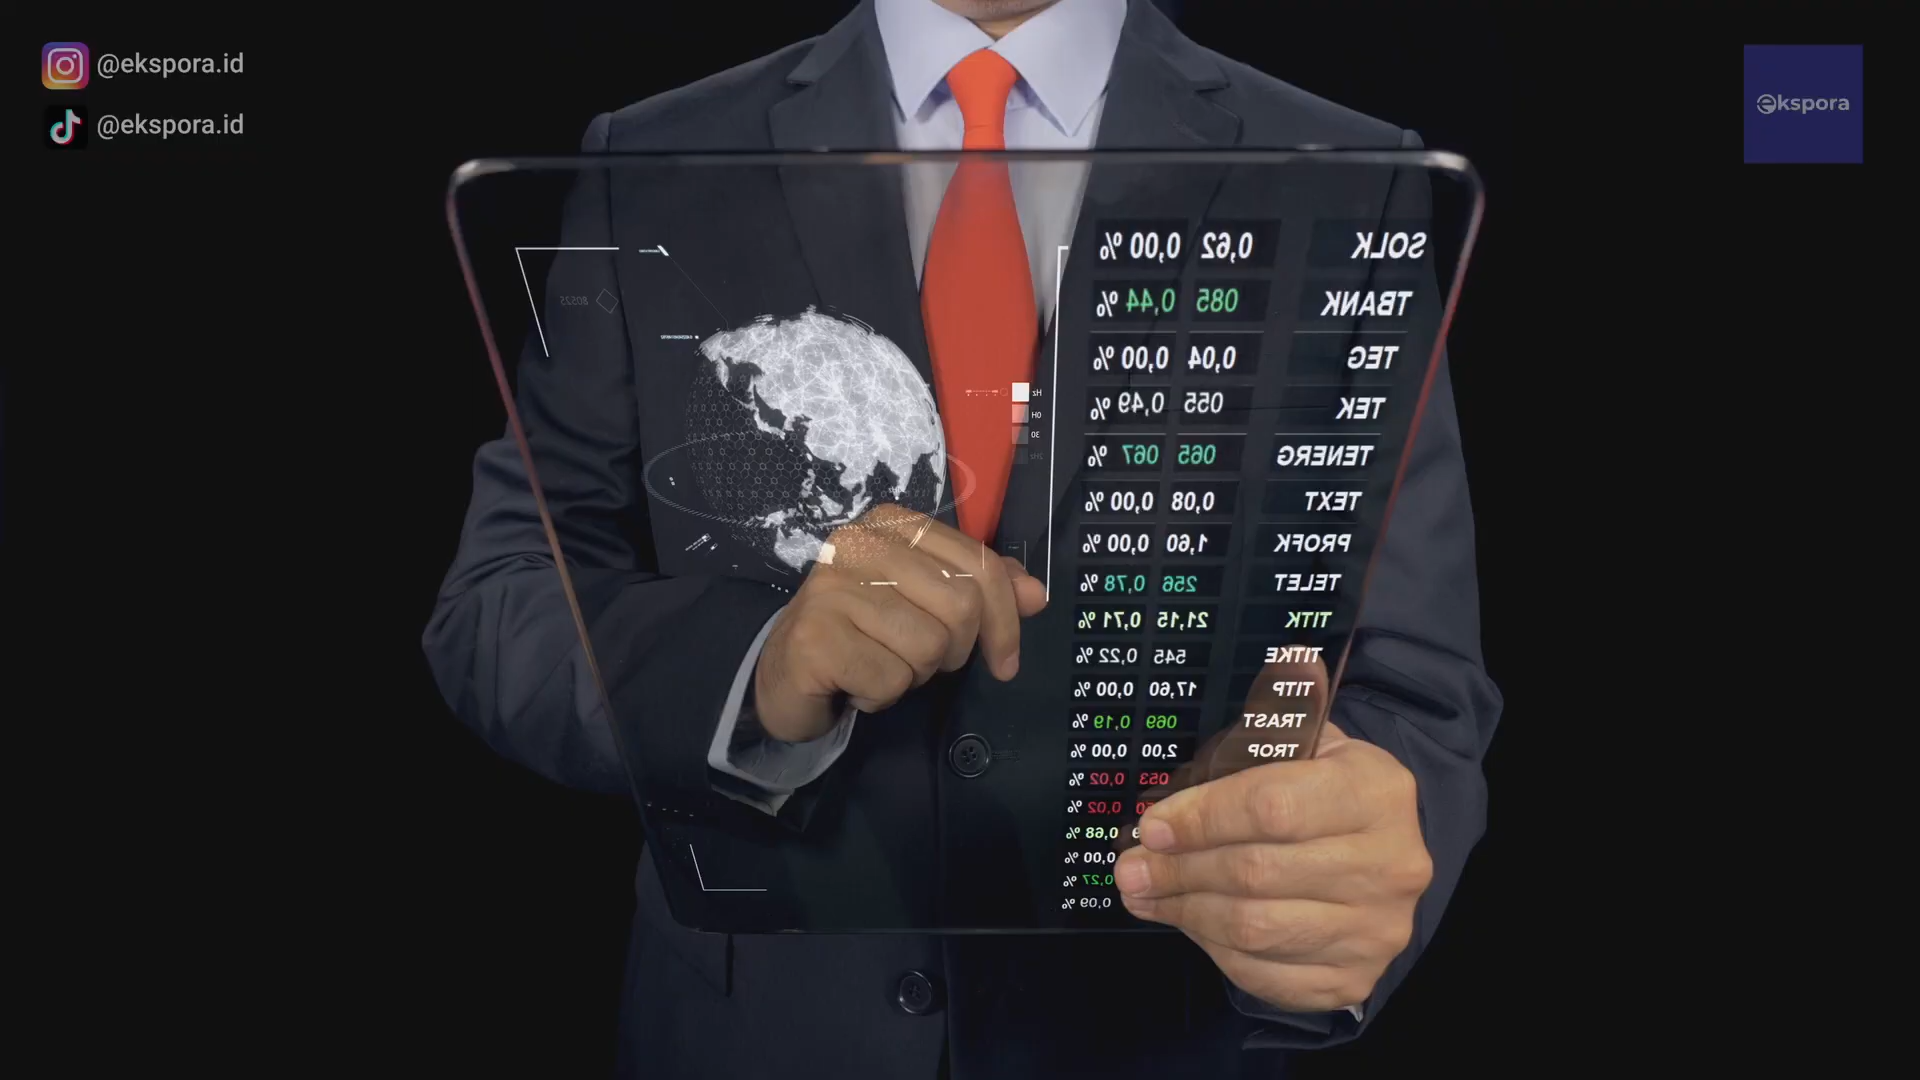 @ekspora.id
@ekspora.id
ekspora
SOLK 0,62 0,00 %
TBANK 085 0,44 %
TEG 0,04 0,00 %
TEK 055 0,49 %
TENERG 065 067 %
TEXT 0,08 0,00 %
PROFK 1,60 0,00 %
TELET 256 0,78 %
TITK 21,15 0,71 %
TITKE 545 0,22 %
TITP 17,60 0,00 %
TRAST 069 0,19 %
TROP 2,00 0,00 %
053 0,02 %
0,02 %
0,68 %
0,00 %
0,27 %
0,09 %
80525
Hz
0H
30